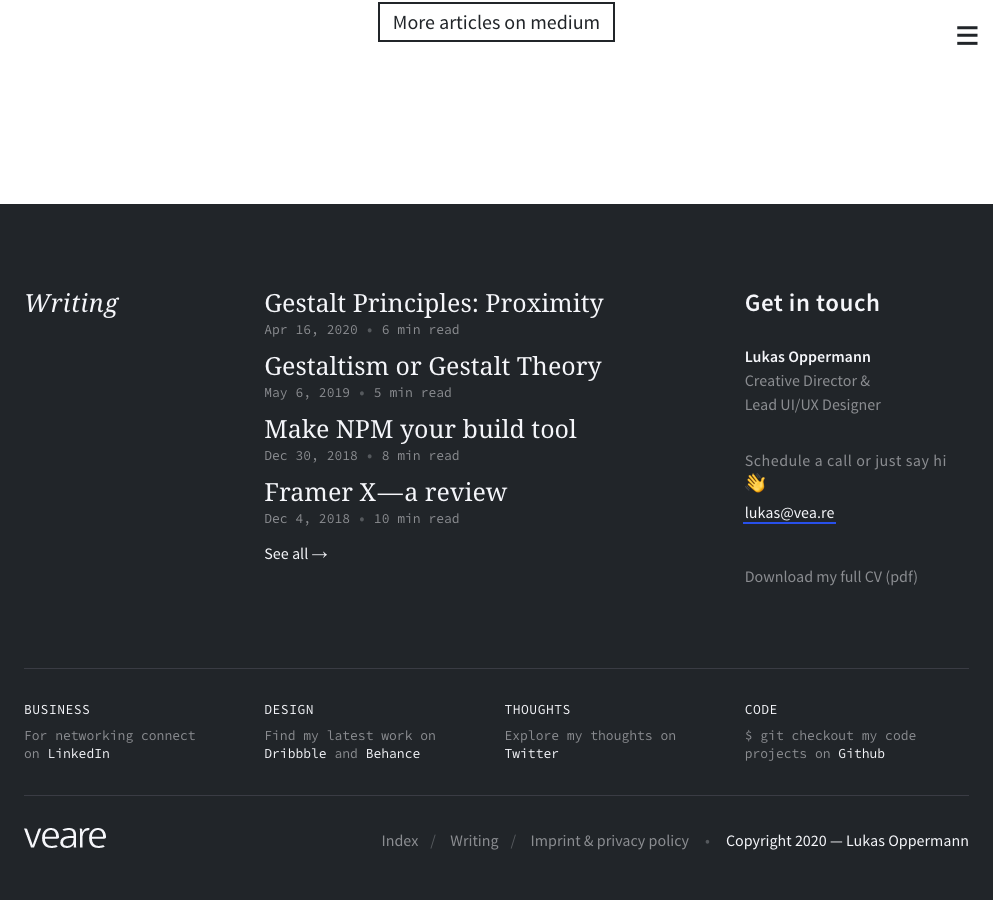 More articles on medium
Writing
Gestalt Principles: Proximity
Apr 16, 2020 • 6 min read
Gestaltism or Gestalt Theory
May 6, 2019 • 5 min read
Make NPM your build tool
Dec 30, 2018 • 8 min read
Framer X—a review
Dec 4, 2018 • 10 min read
See all →
Get in touch
Lukas Oppermann
Creative Director &
Lead UI/UX Designer
Schedule a call or just say hi
👋
lukas@vea.re
Download my full CV (pdf)
BUSINESS
For networking connect
on LinkedIn
DESIGN
Find my latest work on
Dribbble and Behance
THOUGHTS
Explore my thoughts on
Twitter
CODE
$ git checkout my code
projects on Github
veare
Index / Writing / Imprint & privacy policy • Copyright 2020 — Lukas Oppermann